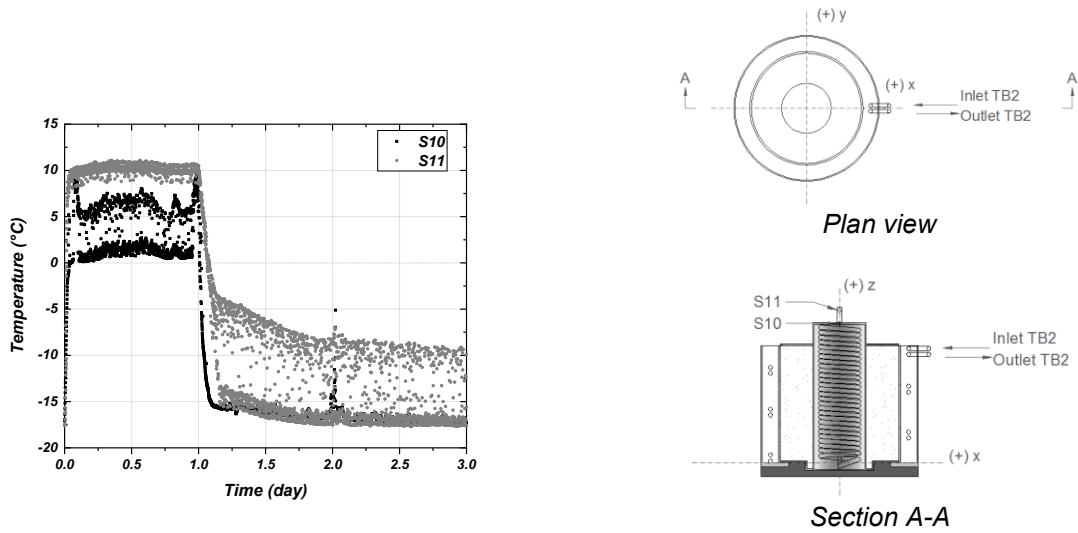 15
10
5
0
-5
-10
-15
-20
Temperature (°C)
0.0 0.5 1.0 1.5 2.0 2.5 3.0
Time (day)
S10
S11
(+) y
A
A
(+) x
Inlet TB2
Outlet TB2
Plan view
(+) z
S11
S10
Inlet TB2
Outlet TB2
(+) x
Section A-A